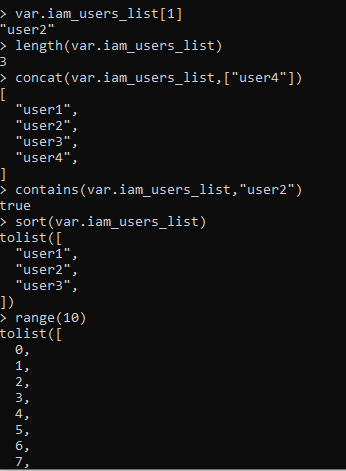 > var.iam_users_list[1]
"user2"
> length(var.iam_users_list)
3
> concat(var.iam_users_list,["user4"])
[
  "user1",
  "user2",
  "user3",
  "user4",
]
> contains(var.iam_users_list,"user2")
true
> sort(var.iam_users_list)
tolist([
  "user1",
  "user2",
  "user3",
])
> range(10)
tolist([
  0,
  1,
  2,
  3,
  4,
  5,
  6,
  7,